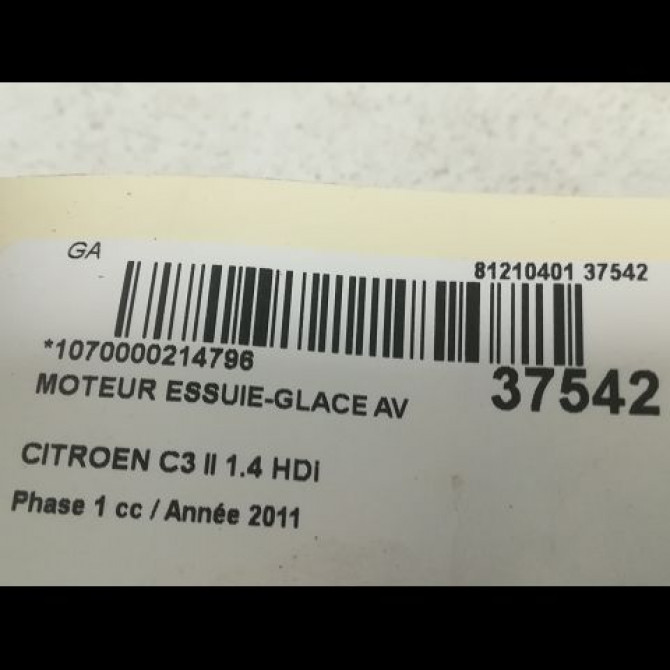 GA
81210401 37542
*1070000214796
37542
MOTEUR ESSUIE-GLACE AV
CITROEN C3 II 1.4 HDi
Phase 1 cc / Année 2011